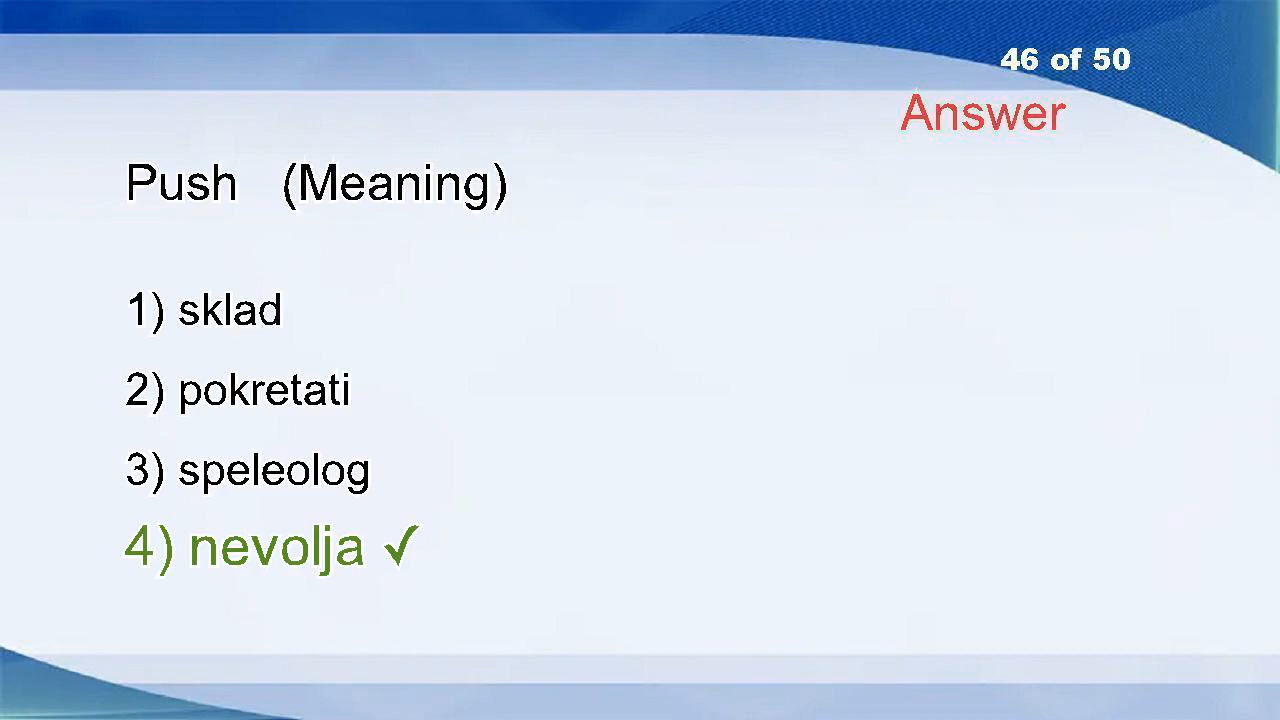 46 of 50
Answer
Push (Meaning)
1) sklad
2) pokretati
3) speleolog
4) nevolja ✓